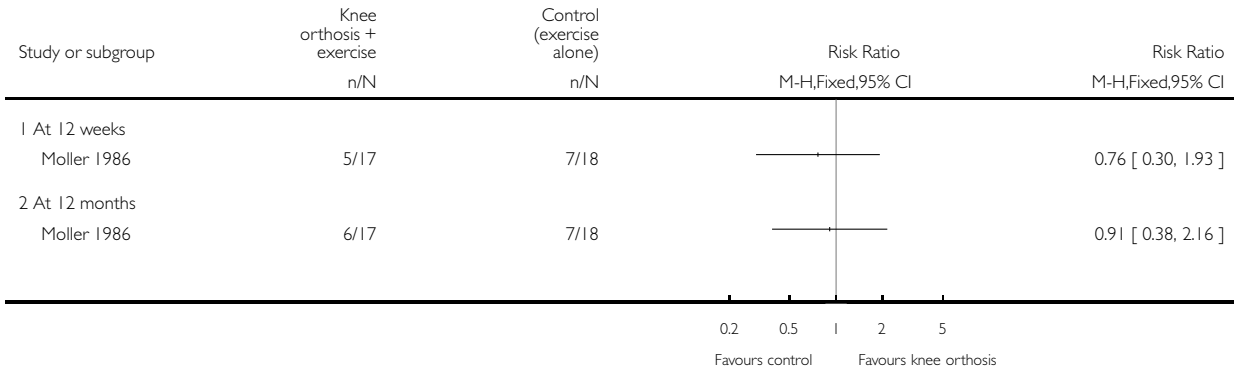 Study or subgroup
Knee
orthosis +
exercise
Control
(exercise
alone)
Risk Ratio
Risk Ratio
n/N
n/N
M-H,Fixed,95% CI
M-H,Fixed,95% CI
1 At 12 weeks
Moller 1986 5/17 7/18 0.76 [ 0.30, 1.93 ]
2 At 12 months
Moller 1986 6/17 7/18 0.91 [ 0.38, 2.16 ]
0.2 0.5 1 2 5
Favours control Favours knee orthosis